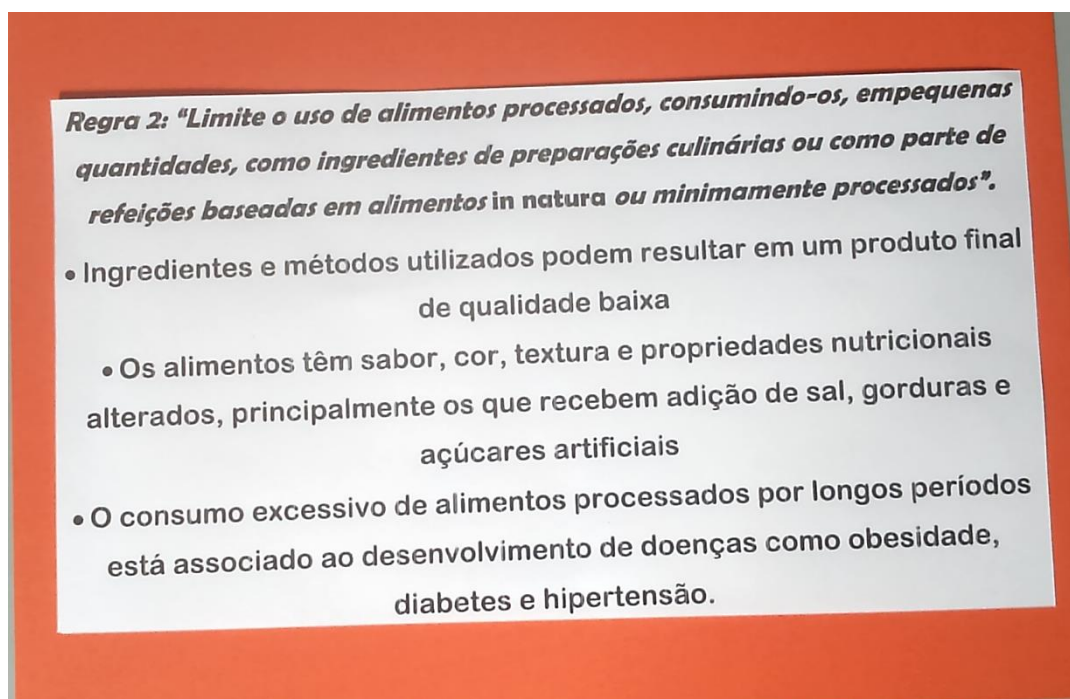 Regra 2: "Limite o uso de alimentos processados, consumindo-os, empequenas
quantidades, como ingredientes de preparações culinárias ou como parte de
refeições baseadas em alimentos in natura ou minimamente processados".
• Ingredientes e métodos utilizados podem resultar em um produto final
de qualidade baixa
• Os alimentos têm sabor, cor, textura e propriedades nutricionais
alterados, principalmente os que recebem adição de sal, gorduras e
açúcares artificiais
• O consumo excessivo de alimentos processados por longos períodos
está associado ao desenvolvimento de doenças como obesidade,
diabetes e hipertensão.